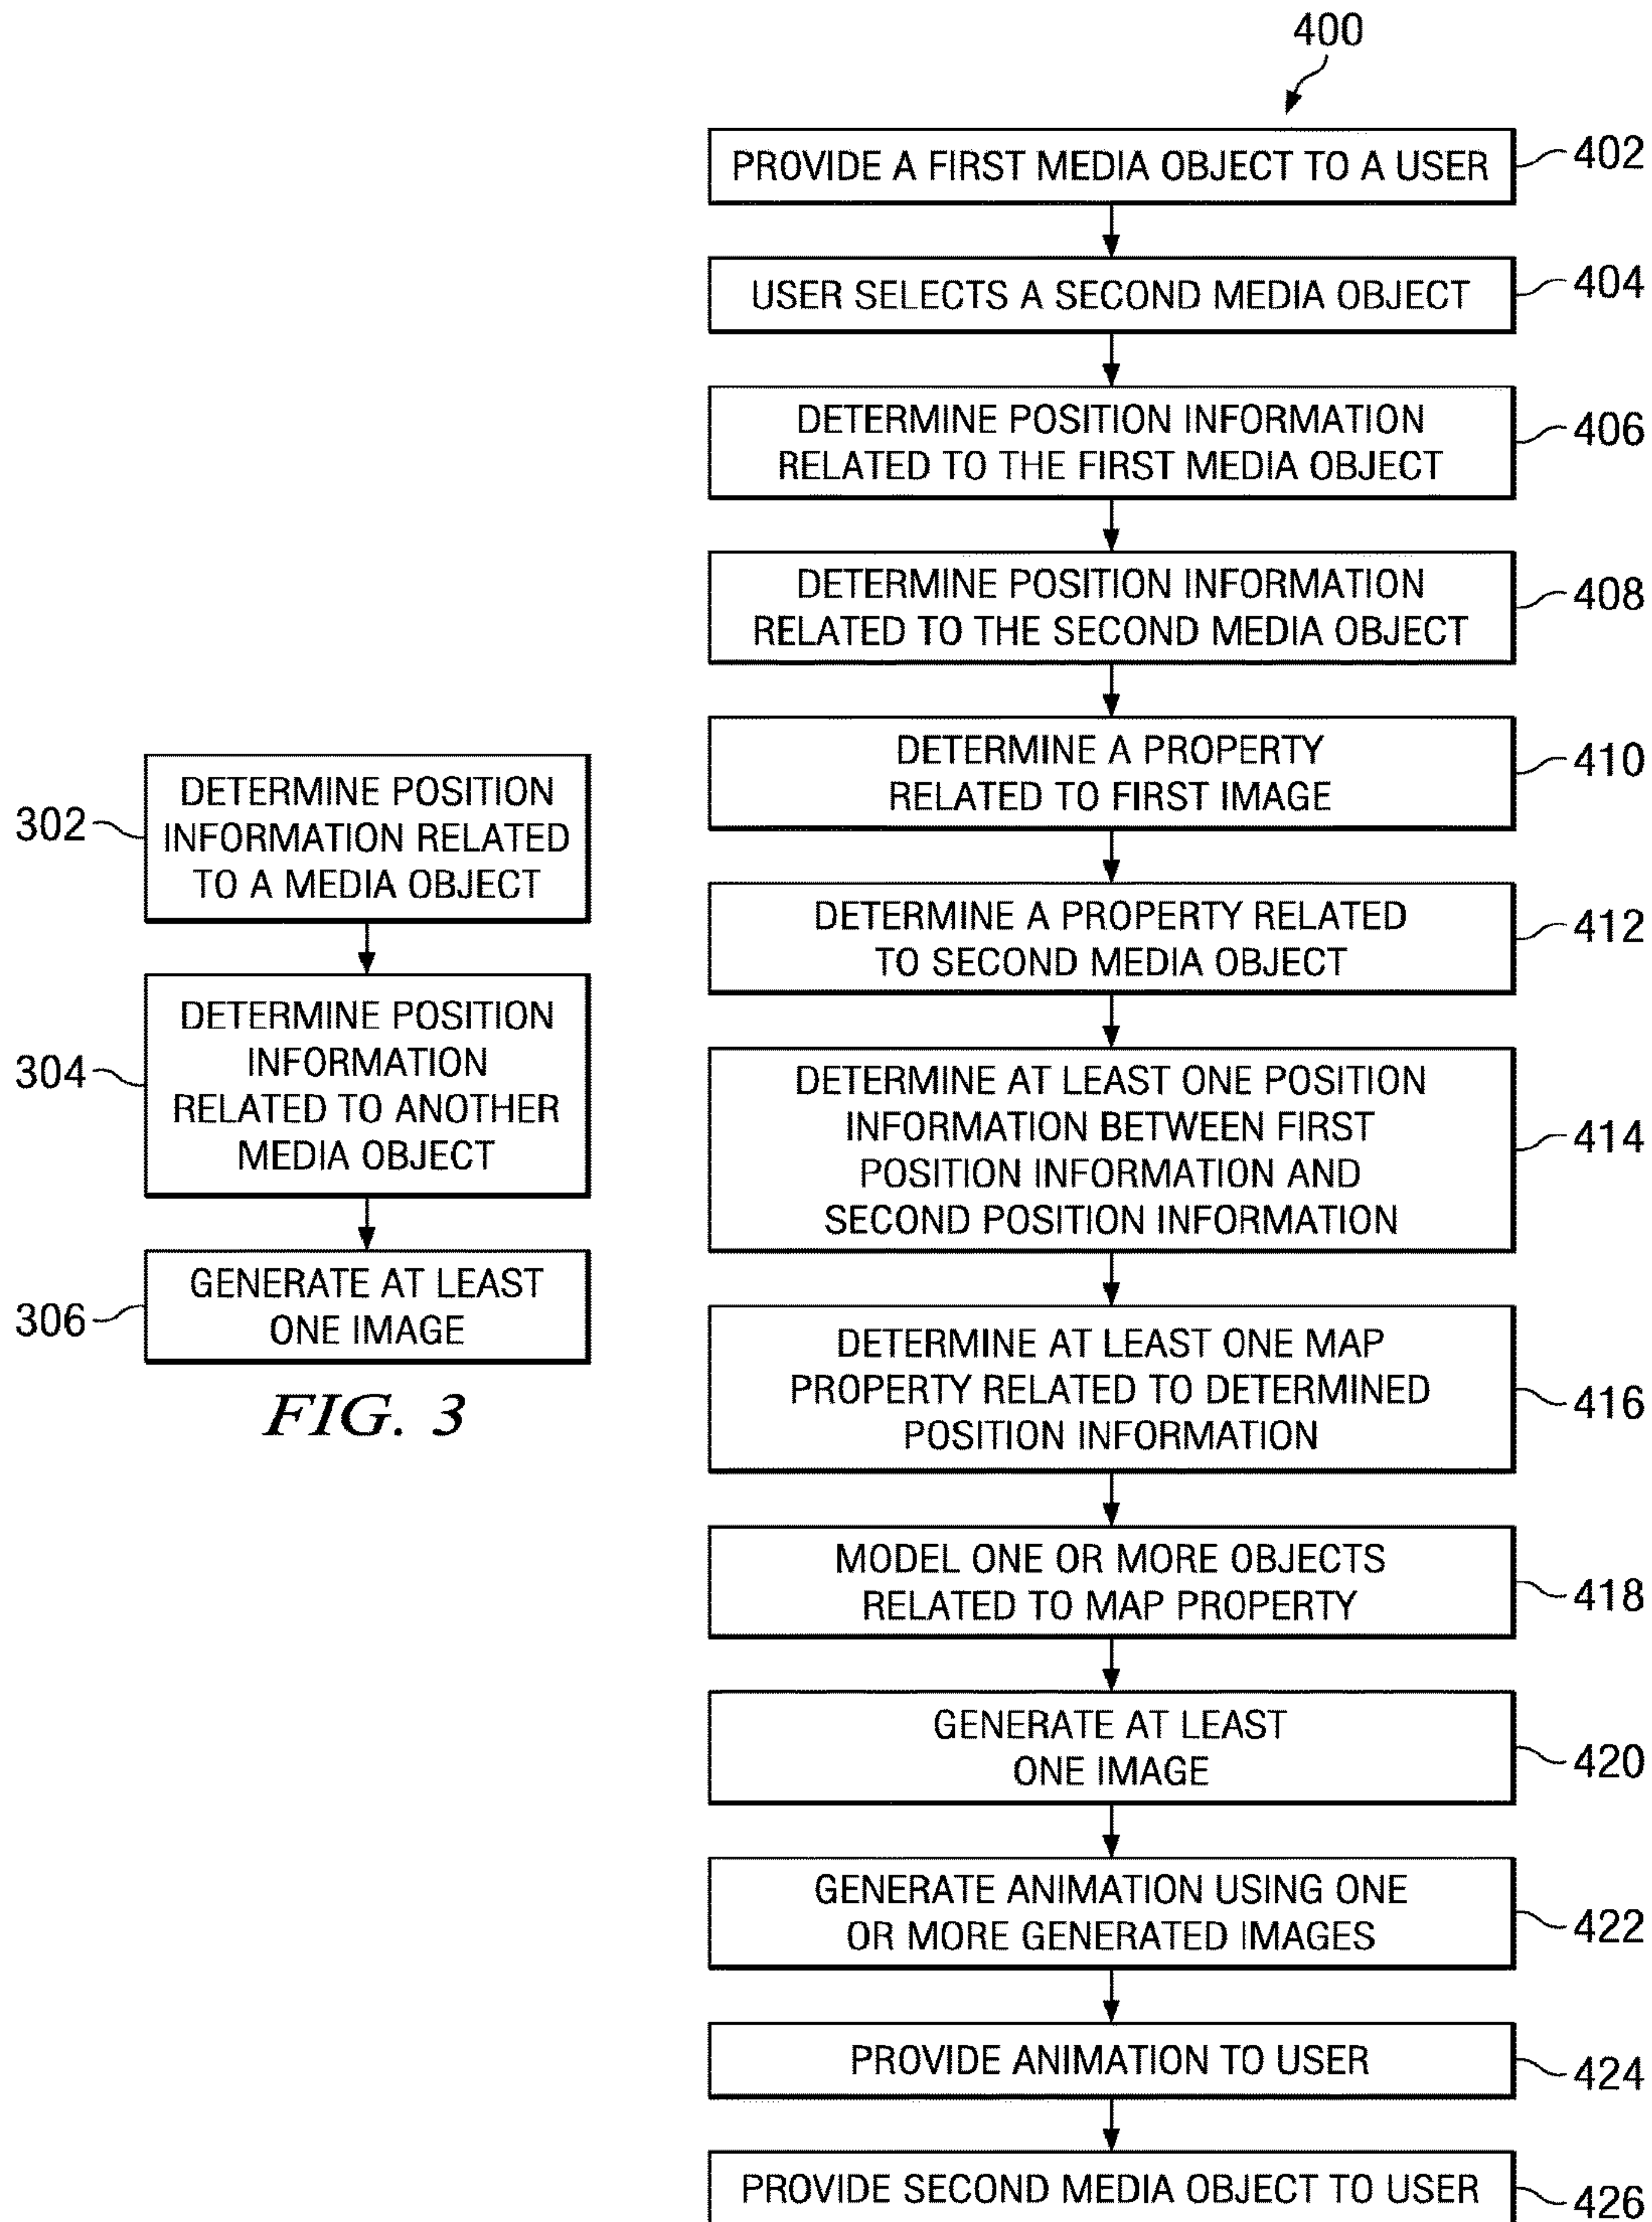 400
PROVIDE A FIRST MEDIA OBJECT TO A USER
402
USER SELECTS A SECOND MEDIA OBJECT
404
DETERMINE POSITION INFORMATION
RELATED TO THE FIRST MEDIA OBJECT
406
DETERMINE POSITION INFORMATION
RELATED TO THE SECOND MEDIA OBJECT
408
DETERMINE A PROPERTY
RELATED TO FIRST IMAGE
410
DETERMINE A PROPERTY RELATED
TO SECOND MEDIA OBJECT
412
DETERMINE AT LEAST ONE POSITION
INFORMATION BETWEEN FIRST
POSITION INFORMATION AND
SECOND POSITION INFORMATION
414
DETERMINE AT LEAST ONE MAP
PROPERTY RELATED TO DETERMINED
POSITION INFORMATION
416
MODEL ONE OR MORE OBJECTS
RELATED TO MAP PROPERTY
418
GENERATE AT LEAST
ONE IMAGE
420
GENERATE ANIMATION USING ONE
OR MORE GENERATED IMAGES
422
PROVIDE ANIMATION TO USER
424
PROVIDE SECOND MEDIA OBJECT TO USER
426
302
DETERMINE POSITION
INFORMATION RELATED
TO A MEDIA OBJECT
304
DETERMINE POSITION
INFORMATION
RELATED TO ANOTHER
MEDIA OBJECT
306
GENERATE AT LEAST
ONE IMAGE
FIG. 3